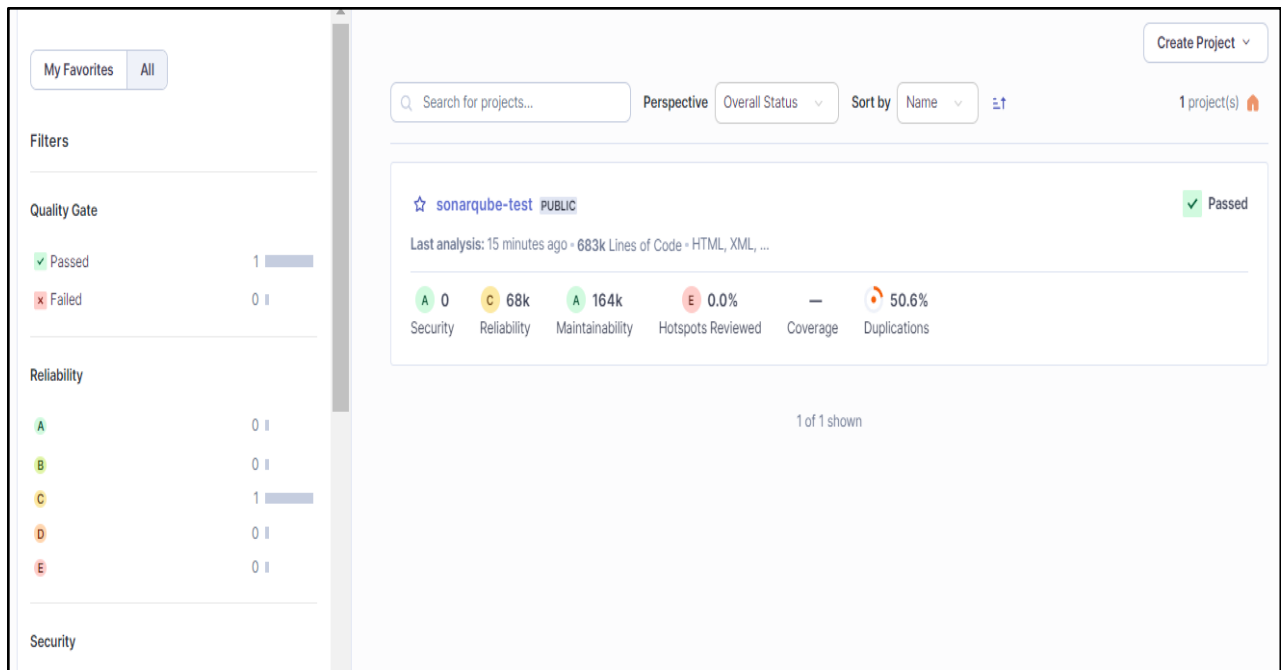 My Favorites All
Filters
Quality Gate
Passed 1
Failed 0
Reliability
A 0
B 0
C 1
D 0
E 0
Security
Create Project
Search for projects... Perspective Overall Status Sort by Name 1 project(s)
sonarqube-test PUBLIC Passed
Last analysis: 15 minutes ago • 683k Lines of Code • HTML, XML, ...
A 0 C 68k A 164k E 0.0% — 50.6%
Security Reliability Maintainability Hotspots Reviewed Coverage Duplications
1 of 1 shown